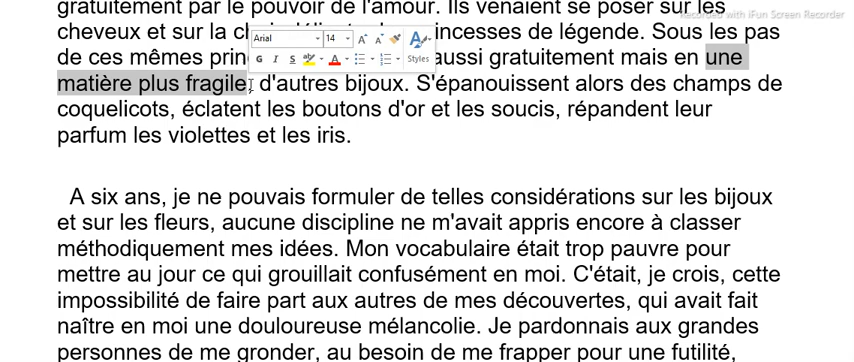 gratuitement par le pouvoir de l'amour. Ils venaient se poser sur les
Recorded with iFun Screen Recorder
cheveux et sur la incesses de légende. Sous les pas
Arial 14
de ces mêmes aussi gratuitement mais en une
G I S A Styles
matière plus fragile, d'autres bijoux. S'épanouissent alors des champs de
coquelicots, éclatent les boutons d'or et les soucis, répandent leur
parfum les violettes et les iris.
A six ans, je ne pouvais formuler de telles considérations sur les bijoux
et sur les fleurs, aucune discipline ne m'avait appris encore à classer
méthodiquement mes idées. Mon vocabulaire était trop pauvre pour
mettre au jour ce qui grouillait confusément en moi. C'était, je crois, cette
impossibilité de faire part aux autres de mes découvertes, qui avait fait
naître en moi une douloureuse mélancolie. Je pardonnais aux grandes
personnes de me gronder, au besoin de me frapper pour une futilité,